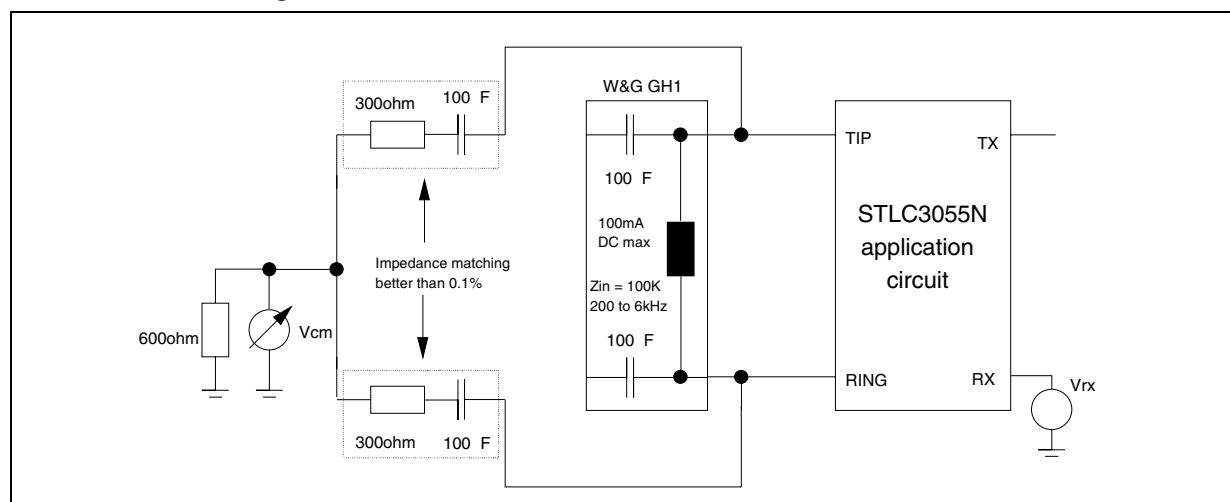 300ohm
100 F
W&G GH1
TIP
TX
100 F
100mA
DC max
STLC3055N
application
circuit
Impedance matching
better than 0.1%
Zin = 100K
200 to 6kHz
600ohm
Vcm
100 F
RING
RX
Vrx
300ohm
100 F